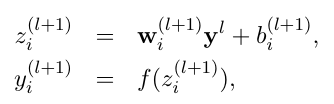 z_i^{(l+1)} = \mathbf{w}_i^{(l+1)} \mathbf{y}^l + b_i^{(l+1)},
y_i^{(l+1)} = f(z_i^{(l+1)}),